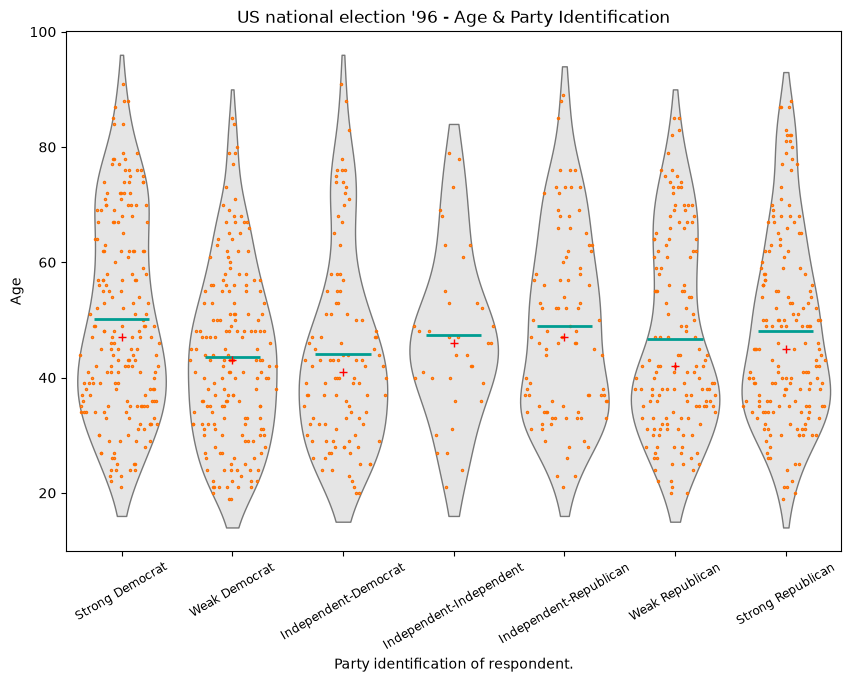 US national election '96 - Age & Party Identification
100
80
60
40
20
Age
Strong Democrat
Weak Democrat
Independent-Democrat
Independent-Independent
Independent-Republican
Weak Republican
Strong Republican
Party identification of respondent.